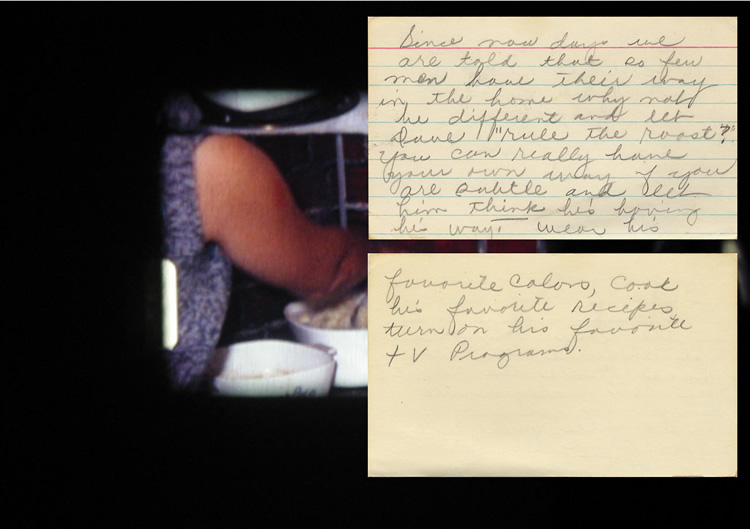 Since now days we
are told that so few
men have their way
in the home why not
be different and let
Dave "rule the roost"?
You can really have
your own way if you
are subtle and let
him think he's having
his way! wear his
favorite colors, cook
his favorite recipes,
turn on his favorite
TV Programs.